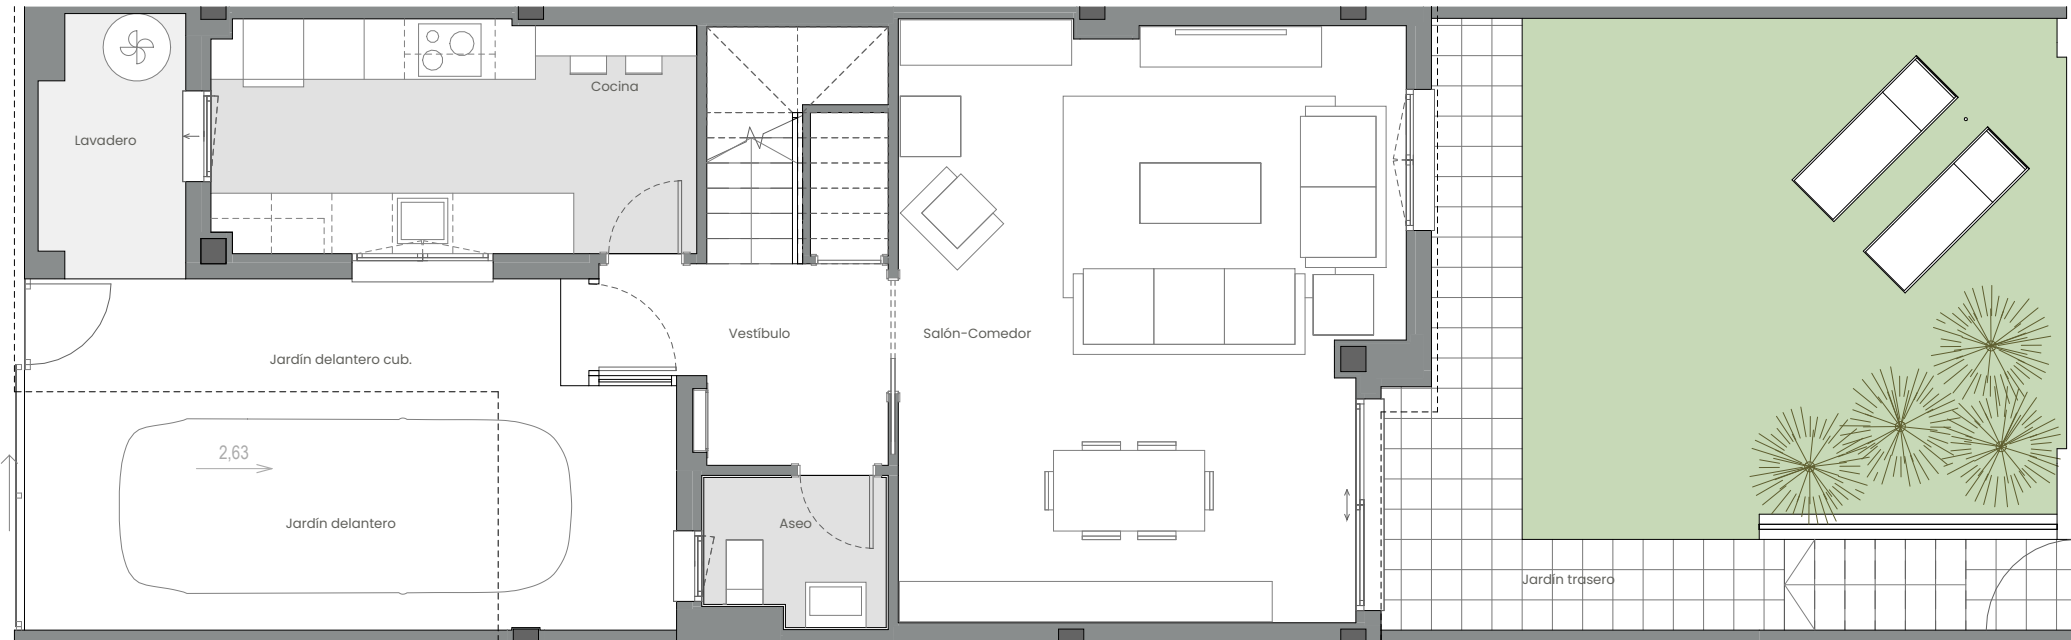 Cocina
Lavadero
Vestíbulo
Salón-Comedor
Jardín delantero cub.
2,63
Jardín delantero
Aseo
Jardín trasero